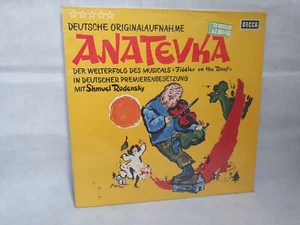 DEUTSCHE ORIGINALAUFNAHME
DECCA
ANATEVKA
DER WELTERFOLG DES MUSICALS »Fiddler on the Roof«
IN DEUTSCHER PREMIERENBESETZUNG
MIT Shmuel Rodensky